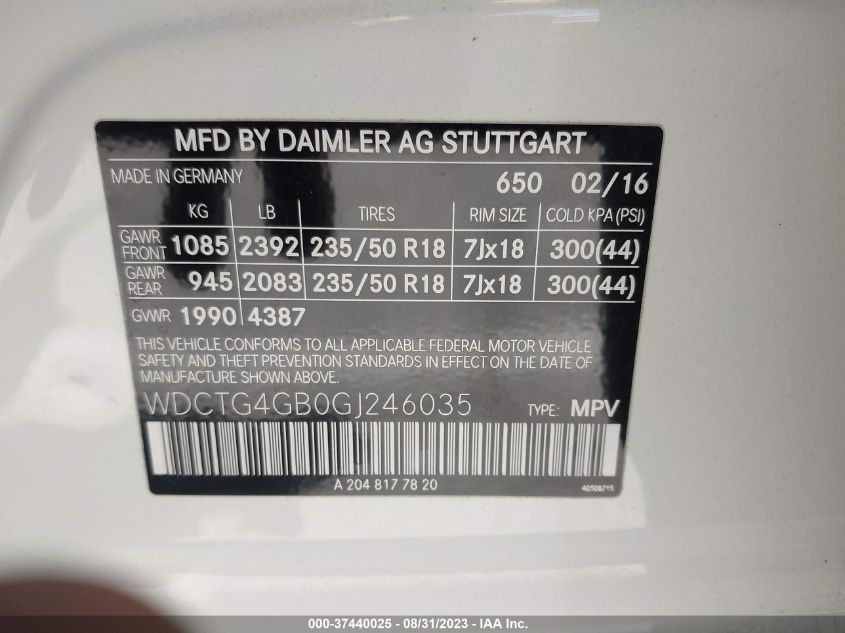 MFD BY DAIMLER AG STUTTGART
MADE IN GERMANY 650 02/16
KG LB TIRES RIM SIZE COLD KPA (PSI)
GAWR FRONT 1085 2392 235/50 R18 7Jx18 300(44)
GAWR REAR 945 2083 235/50 R18 7Jx18 300(44)
GVWR 1990 4387
THIS VEHICLE CONFORMS TO ALL APPLICABLE FEDERAL MOTOR VEHICLE
SAFETY AND THEFT PREVENTION STANDARDS IN EFFECT ON THE DATE OF
MANUFACTURE SHOWN ABOVE.
WDCTG4GB0GJ246035 TYPE: MPV
A 204 817 78 20
000-37440025 - 08/31/2023 - IAA Inc.